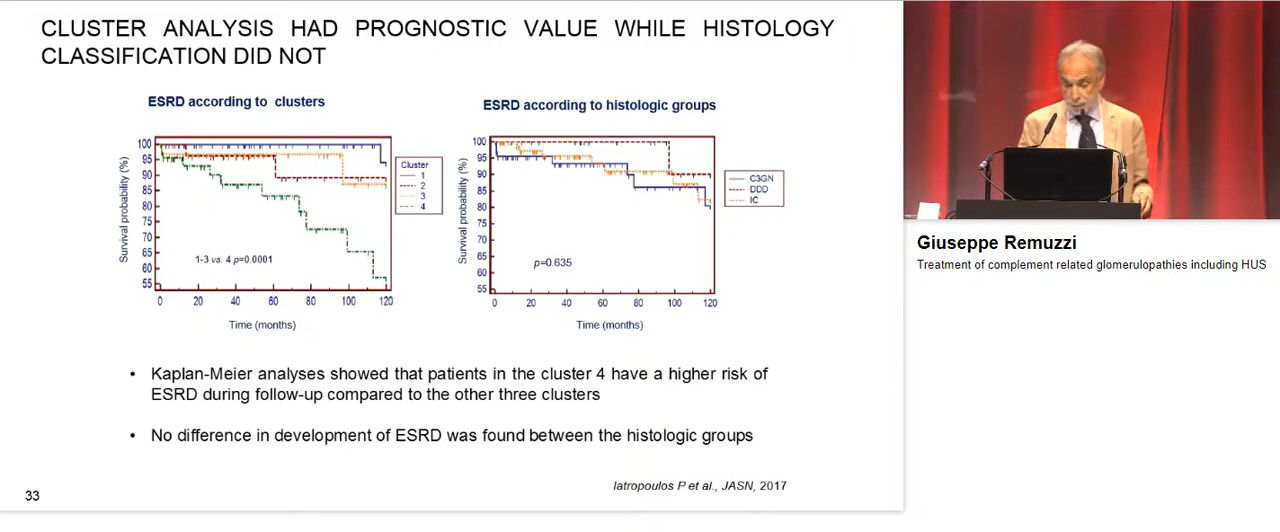 CLUSTER ANALYSIS HAD PROGNOSTIC VALUE WHILE HISTOLOGY
CLASSIFICATION DID NOT
ESRD according to clusters
Survival probability (%)
100
95
90
85
80
75
70
65
60
55
1-3 vs. 4 p=0.0001
0
20
40
60
80
100
120
Time (months)
Cluster
1
2
3
4
ESRD according to histologic groups
Survival probability (%)
100
95
90
85
80
75
70
65
60
55
p=0.635
0
20
40
60
80
100
120
Time (months)
C3GN
DDD
IC
• Kaplan-Meier analyses showed that patients in the cluster 4 have a higher risk of
ESRD during follow-up compared to the other three clusters
• No difference in development of ESRD was found between the histologic groups
Iatropoulos P et al., JASN, 2017
33
Giuseppe Remuzzi
Treatment of complement related glomerulopathies including HUS